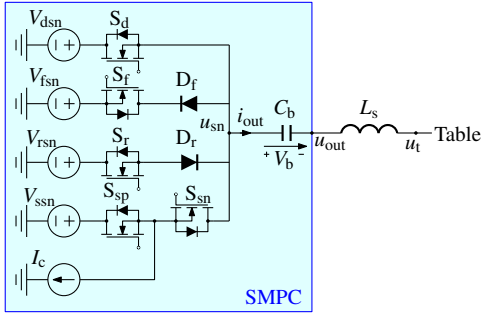 V_dsn
S_d
V_fsn
S_f
D_f
u_sn
i_out
C_b
L_s
+ V_b -
u_out
u_t
Table
V_rsn
S_r
D_r
V_ssn
S_sp
S_sn
I_c
SMPC